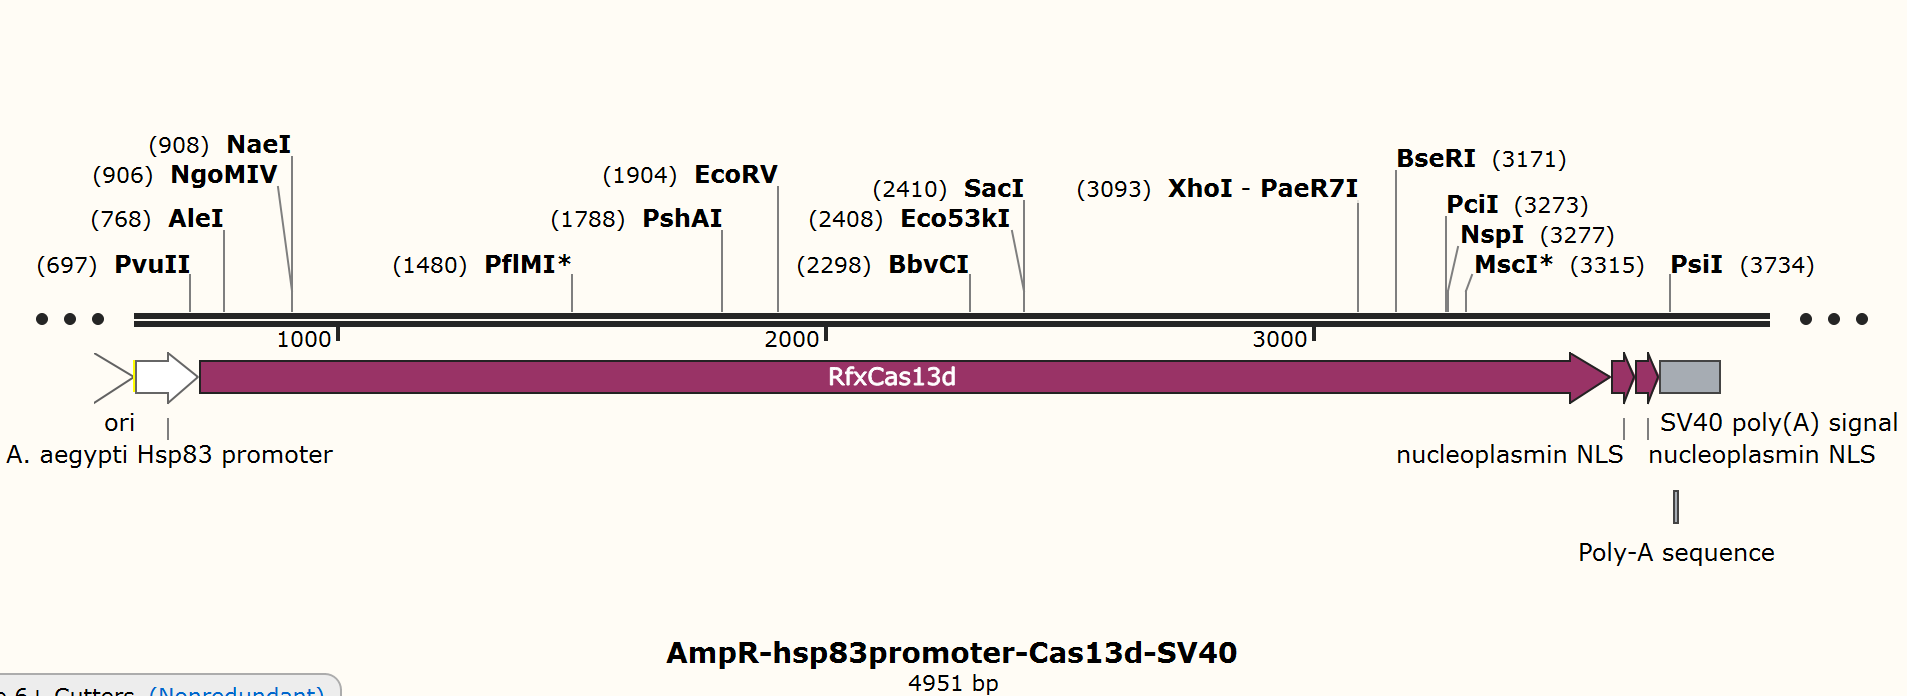 (908) NaeI
(906) NgoMIV
(768) AleI
(697) PvuII
(1480) PflMI*
(1788) PshAI
(1904) EcoRV
(2298) BbvCI
(2408) Eco53kI
(2410) SacI
(3093) XhoI - PaeR7I
BseRI (3171)
PciI (3273)
NspI (3277)
MscI* (3315)
PsiI (3734)
1000
2000
3000
RfxCas13d
ori
A. aegypti Hsp83 promoter
nucleoplasmin NLS
SV40 poly(A) signal
nucleoplasmin NLS
Poly-A sequence
AmpR-hsp83promoter-Cas13d-SV40
4951 bp
6+ Cutters (Nonredundant)